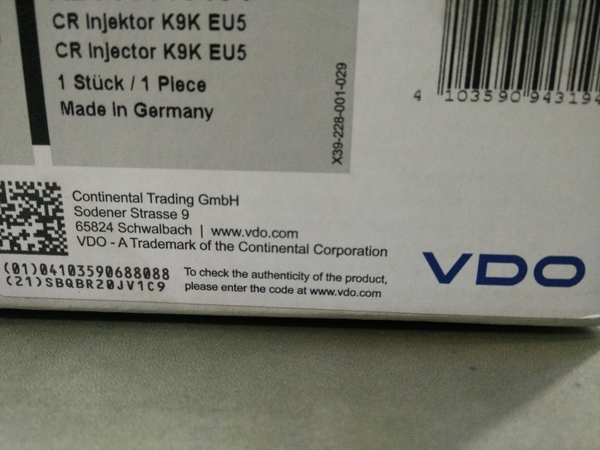 CR Injektor K9K EU5
CR Injector K9K EU5
1 Stück / 1 Piece
Made in Germany
X39-228-001-029
4 103590 943194
Continental Trading GmbH
Sodener Strasse 9
65824 Schwalbach | www.vdo.com
VDO - A Trademark of the Continental Corporation
(01)04103590688088
(21)SBQBRZ0JV1C9
To check the authenticity of the product,
please enter the code at www.vdo.com
VDO